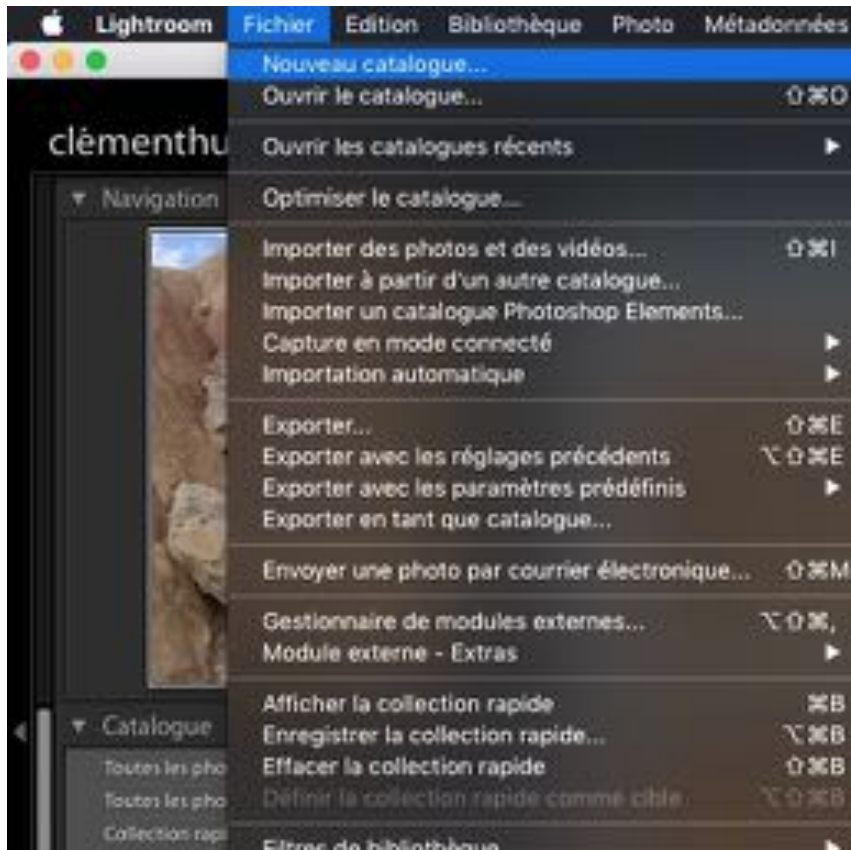 Lightroom Fichier Edition Bibliothèque Photo Métadonnées
Nouveau catalogue...
Ouvrir le catalogue... ⇧⌘O
clémenthu
Ouvrir les catalogues récents ▶
▼ Navigation
Optimiser le catalogue...
Importer des photos et des vidéos... ⇧⌘I
Importer à partir d'un autre catalogue...
Importer un catalogue Photoshop Elements...
Capture en mode connecté ▶
Importation automatique ▶
Exporter... ⇧⌘E
Exporter avec les réglages précédents ⌥⇧⌘E
Exporter avec les paramètres prédéfinis ▶
Exporter en tant que catalogue...
Envoyer une photo par courrier électronique... ⇧⌘M
Gestionnaire de modules externes... ⌥⇧⌘,
Module externe - Extras ▶
Afficher la collection rapide ⌘B
▼ Catalogue
Enregistrer la collection rapide... ⌥⌘B
Toutes les pho
Effacer la collection rapide ⇧⌘B
Toutes les pho
Définir la collection rapide comme cible ⌥⇧⌘B
Collection rapi
Filtres de bibliothèque ▶